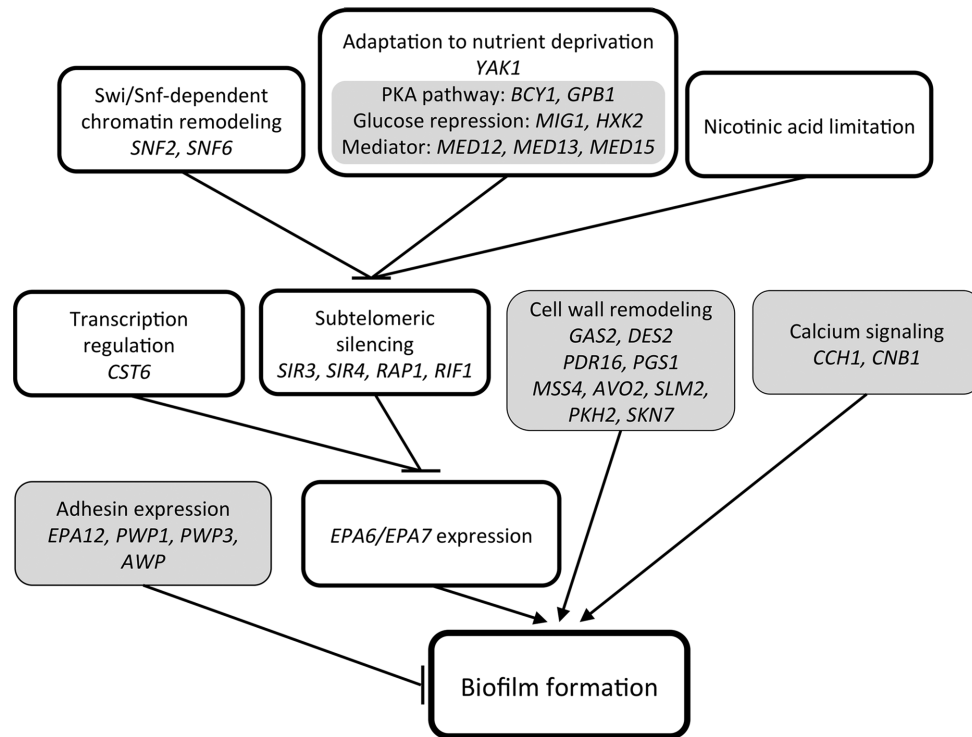 Adaptation to nutrient deprivation
YAK1
PKA pathway: BCY1, GPB1
Glucose repression: MIG1, HXK2
Mediator: MED12, MED13, MED15
Swi/Snf-dependent
chromatin remodeling
SNF2, SNF6
Nicotinic acid limitation
Transcription
regulation
CST6
Subtelomeric
silencing
SIR3, SIR4, RAP1, RIF1
Cell wall remodeling
GAS2, DES2
PDR16, PGS1
MSS4, AVO2, SLM2,
PKH2, SKN7
Calcium signaling
CCH1, CNB1
Adhesin expression
EPA12, PWP1, PWP3,
AWP
EPA6/EPA7 expression
Biofilm formation